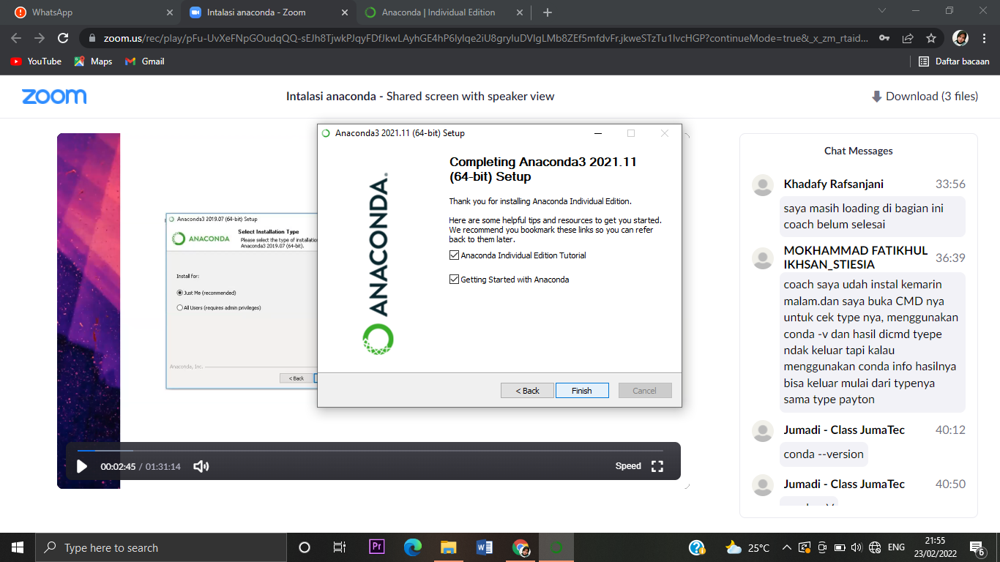 WhatsApp
Intalasi anaconda - Zoom
Anaconda | Individual Edition
zoom.us/rec/play/pFu-UvXeFNpGOudqQQ-sEJh8TjwkPJqyFDfJkwLAyhGE4hP6lyIqe2iU8gryIuDVIgLMb8ZEf5mfdvFr.jkweSTzTu1lvcHGP?continueMode=true&_x_zm_rtaid...
YouTube
Maps
Gmail
Daftar bacaan
zoom
Intalasi anaconda - Shared screen with speaker view
Download (3 files)
Anaconda3 2019.07 (64-bit) Setup
ANACONDA
Select Installation Type
Please select the type of installatio
Anaconda3 2019.07 (64-bit).
Install for:
Just Me (recommended)
All Users (requires admin privileges)
Anaconda, Inc.
< Back
Anaconda3 2021.11 (64-bit) Setup
ANACONDA.
Completing Anaconda3 2021.11
(64-bit) Setup
Thank you for installing Anaconda Individual Edition.
Here are some helpful tips and resources to get you started.
We recommend you bookmark these links so you can refer
back to them later.
Anaconda Individual Edition Tutorial
Getting Started with Anaconda
< Back
Finish
Cancel
00:02:45 / 01:31:14
Speed
Chat Messages
Khadafy Rafsanjani
33:56
saya masih loading di bagian ini
coach belum selesai
MOKHAMMAD FATIKHUL
IKHSAN_STIESIA
36:39
coach saya udah instal kemarin
malam.dan saya buka CMD nya
untuk cek type nya, menggunakan
conda -v dan hasil dicmd tyepe
ndak keluar tapi kalau
menggunakan conda info hasilnya
bisa keluar mulai dari typenya
sama type payton
Jumadi - Class JumaTec
40:12
conda --version
Jumadi - Class JumaTec
40:50
Type here to search
Pr
25°C
ENG
21:55
23/02/2022
6